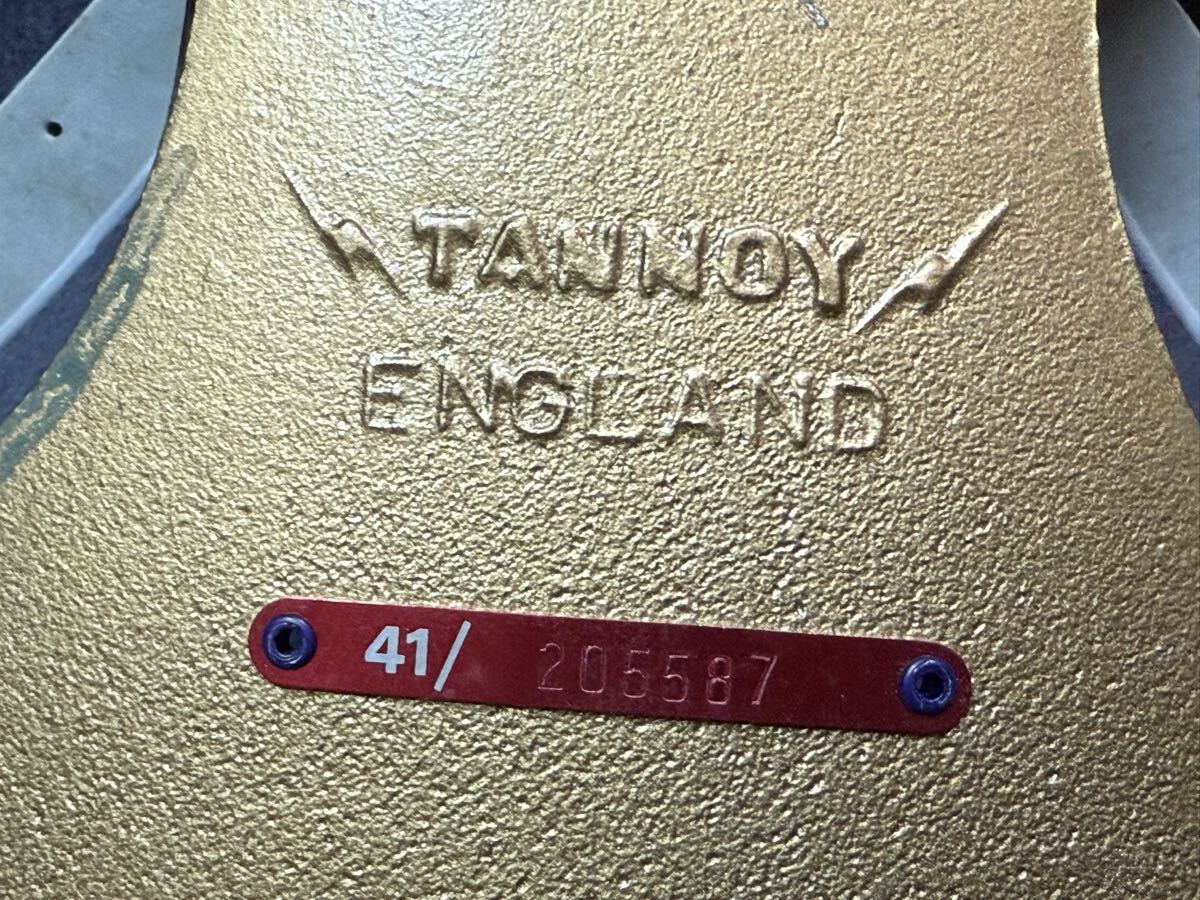 TANNOY
ENGLAND
41/ 205587